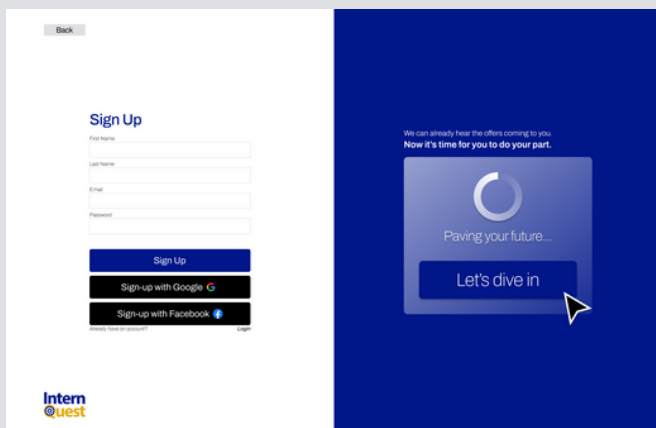 Back
Sign Up
First Name
Last Name
Email
Password
Sign Up
Sign-up with Google
Sign-up with Facebook
Already have an account? Login
Intern
Quest
We can already hear the offers coming to you.
Now it's time for you to do your part.
Paving your future...
Let's dive in